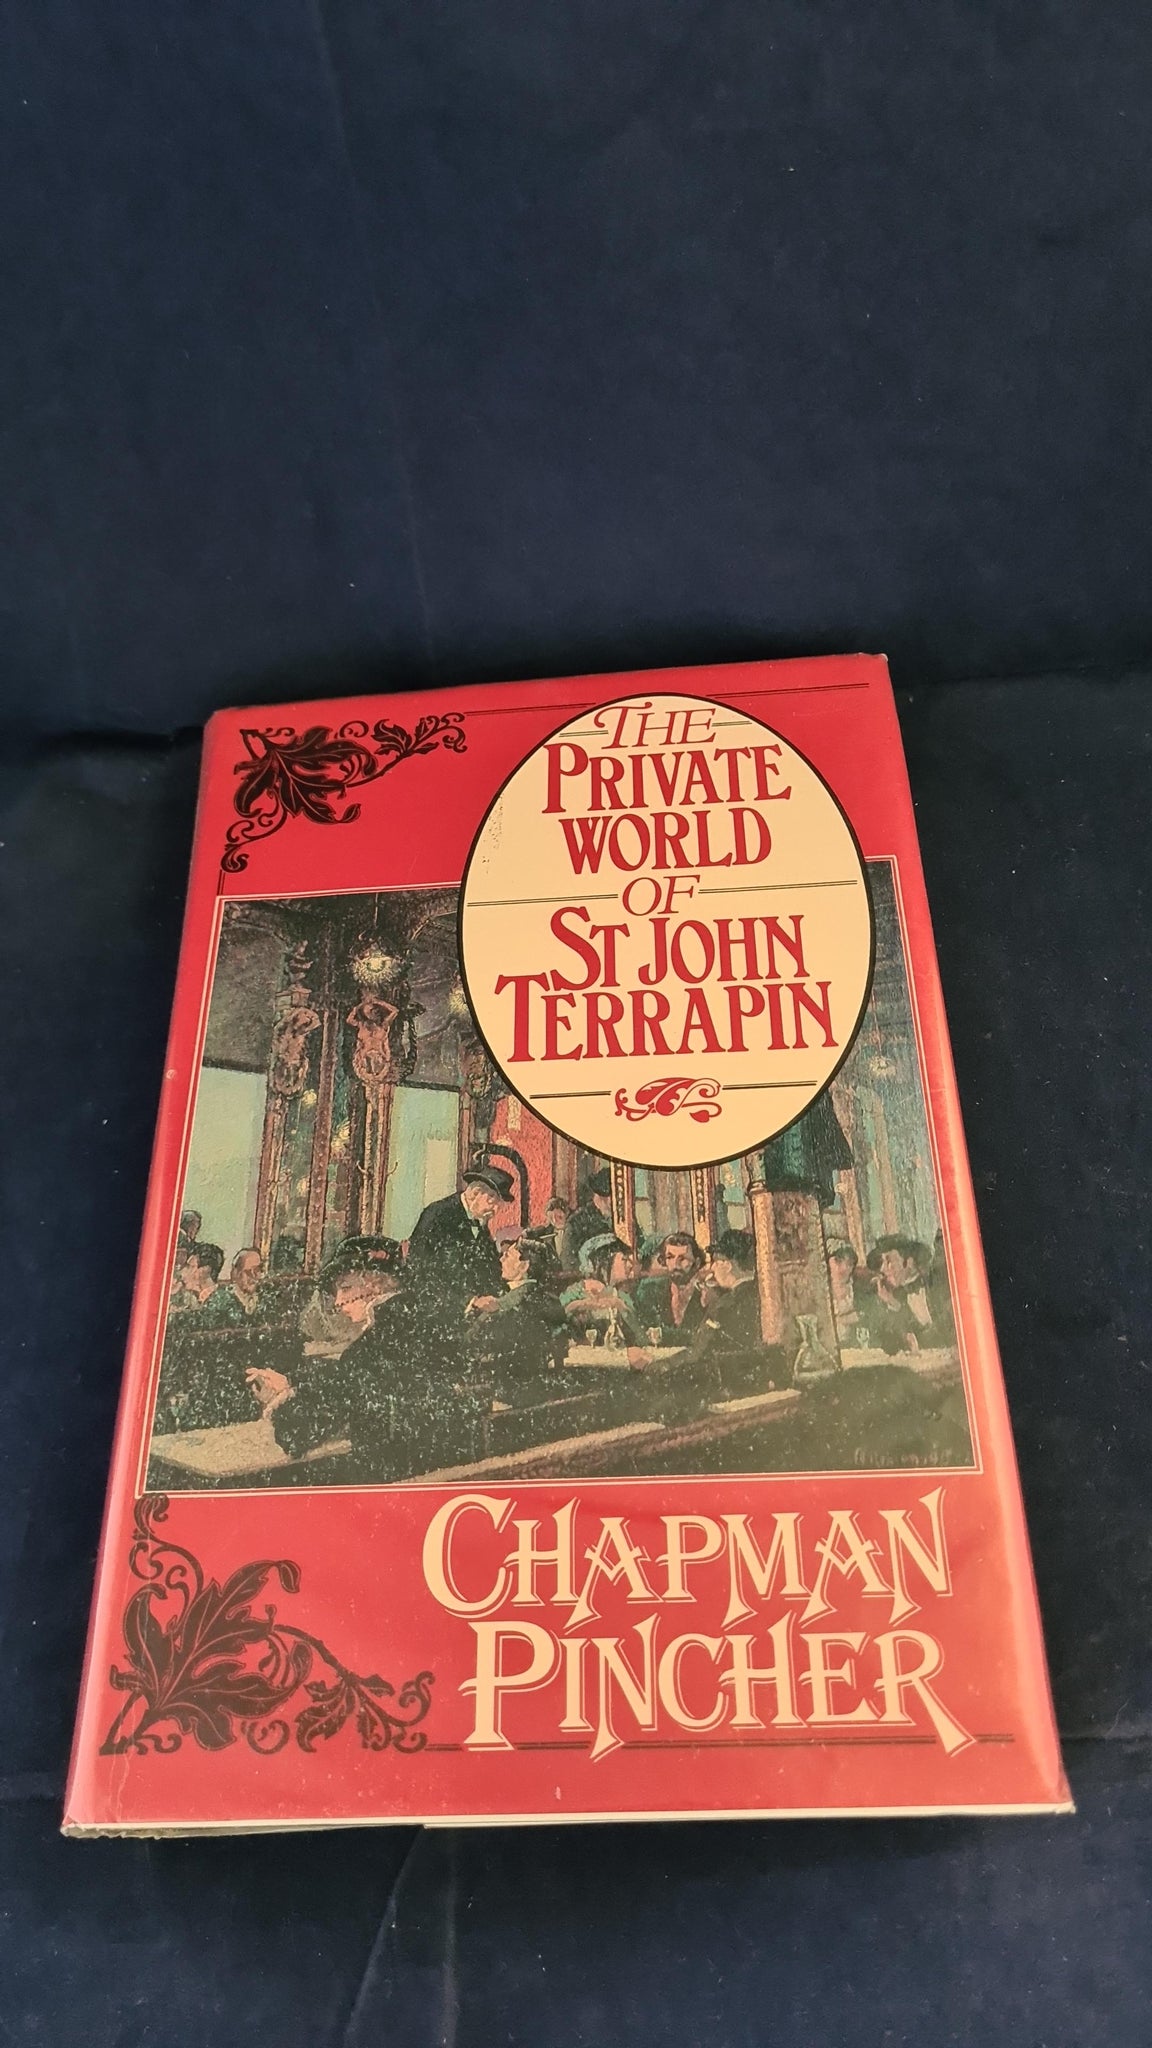 THE
PRIVATE
WORLD
OF
ST JOHN
TERRAPIN
CHAPMAN
PINCHER